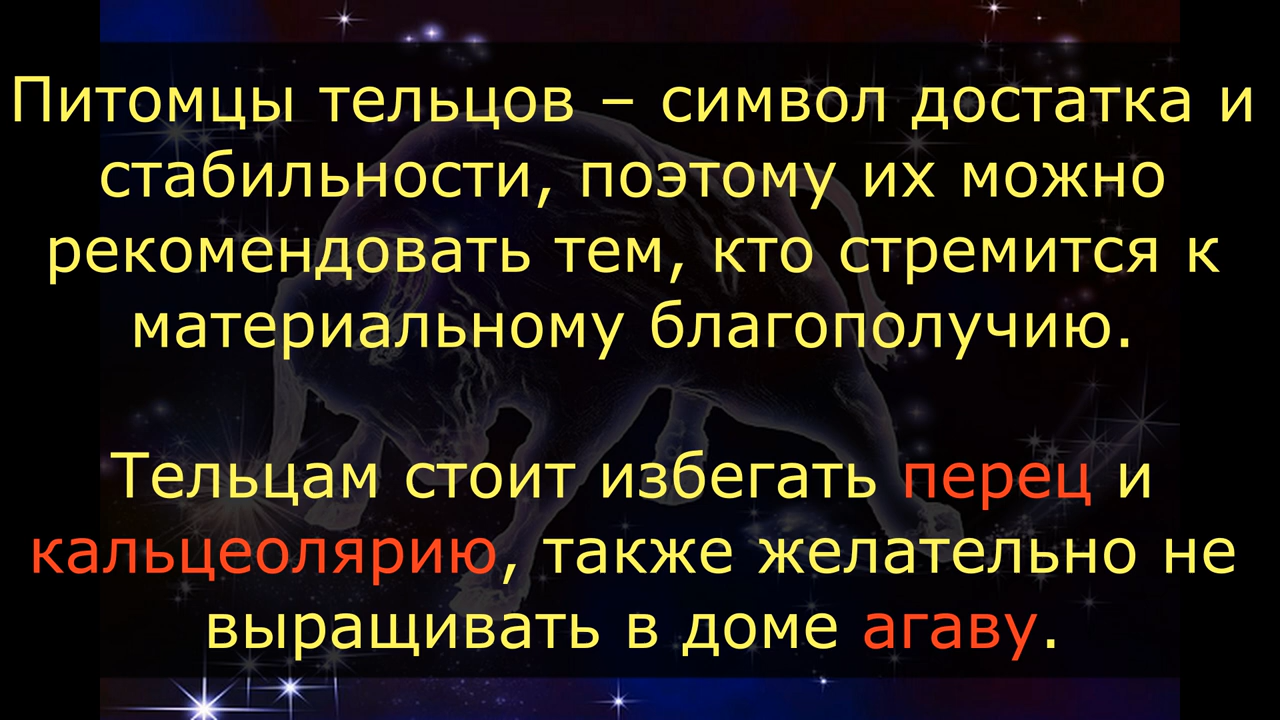 Питомцы тельцов – символ достатка и
стабильности, поэтому их можно
рекомендовать тем, кто стремится к
материальному благополучию.
Тельцам стоит избегать перец и
кальцеолярию, также желательно не
выращивать в доме агаву.